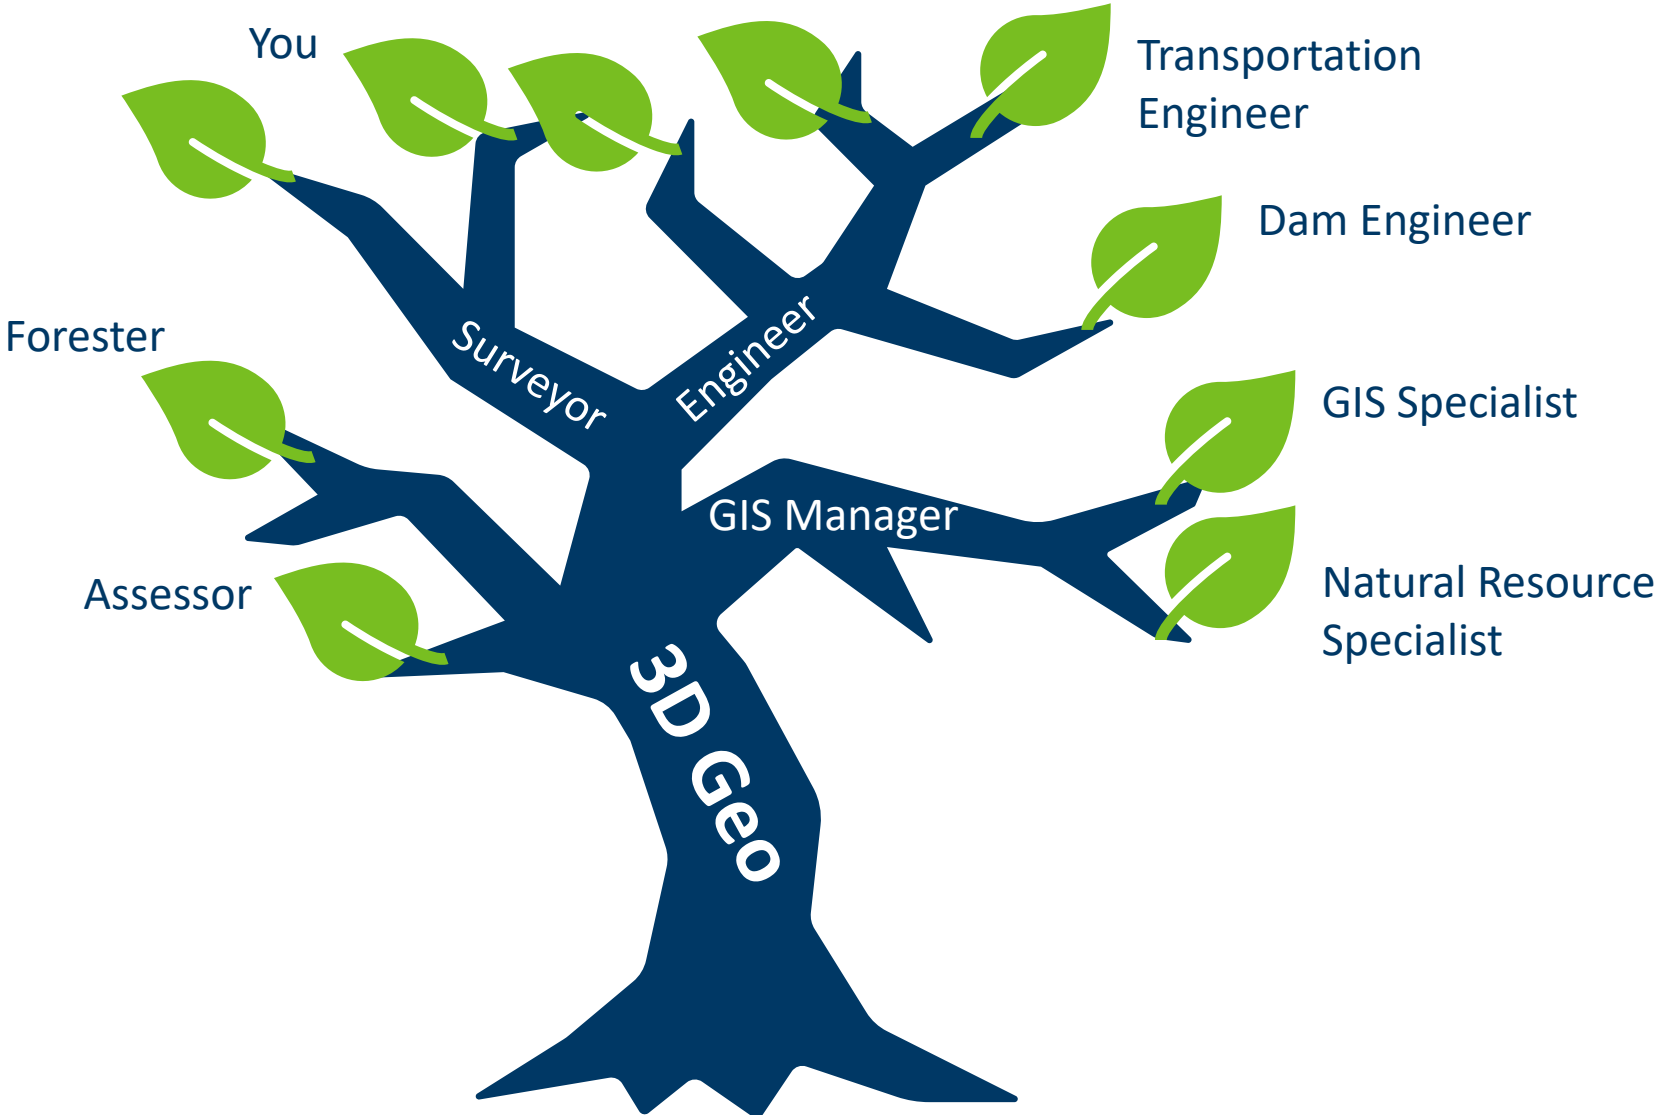 You
Transportation
Engineer
Dam Engineer
Forester
Surveyor
Engineer
GIS Specialist
GIS Manager
Assessor
Natural Resource
Specialist
3D Geo